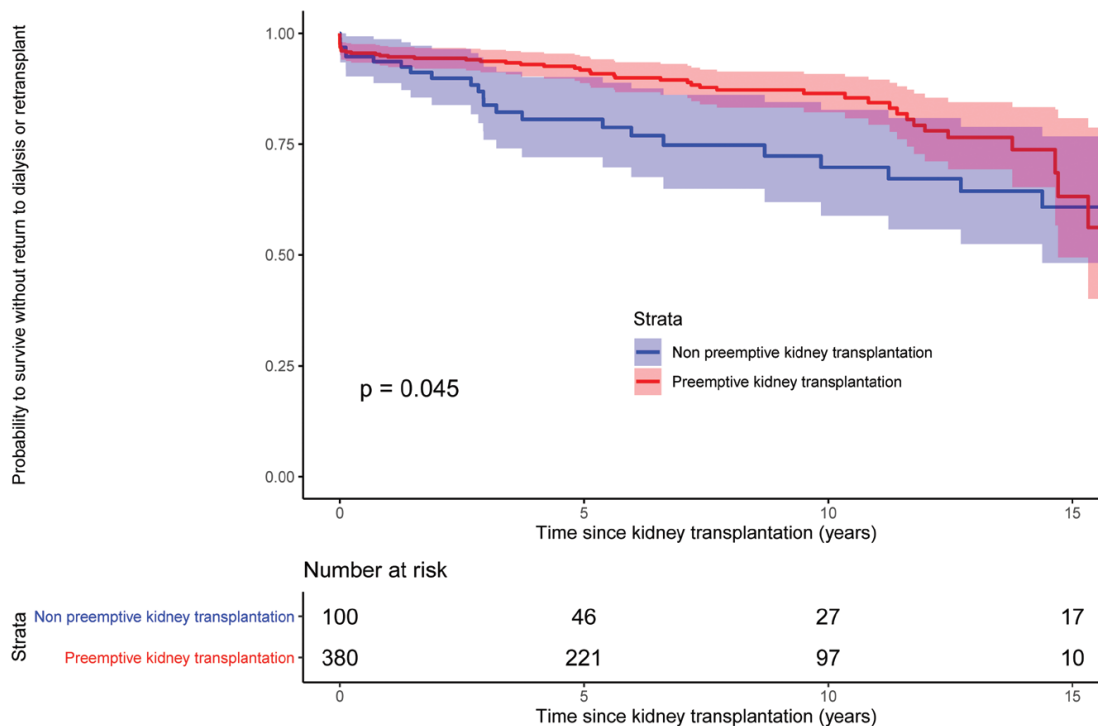 Probability to survive without return to dialysis or retransplant
1.00
0.75
0.50
0.25
0.00
p = 0.045
Strata
Non preemptive kidney transplantation
Preemptive kidney transplantation
0 5 10 15
Time since kidney transplantation (years)
Number at risk
Strata
Non preemptive kidney transplantation 100 46 27 17
Preemptive kidney transplantation 380 221 97 10
0 5 10 15
Time since kidney transplantation (years)